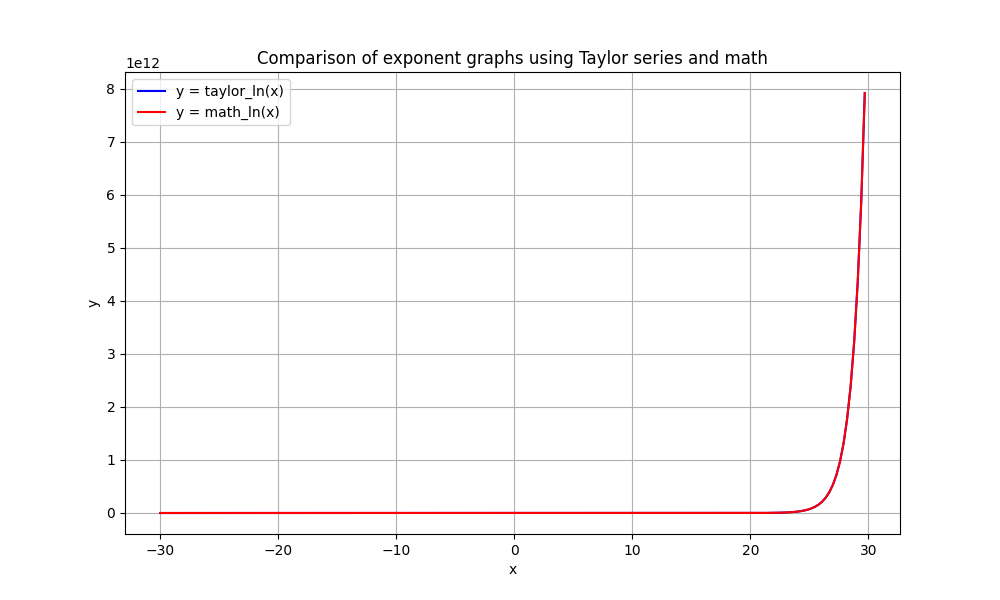 Comparison of exponent graphs using Taylor series and math
1e12
y = taylor_ln(x)
y = math_ln(x)
8
7
6
5
4
3
2
1
0
y
−30
−20
−10
0
10
20
30
x